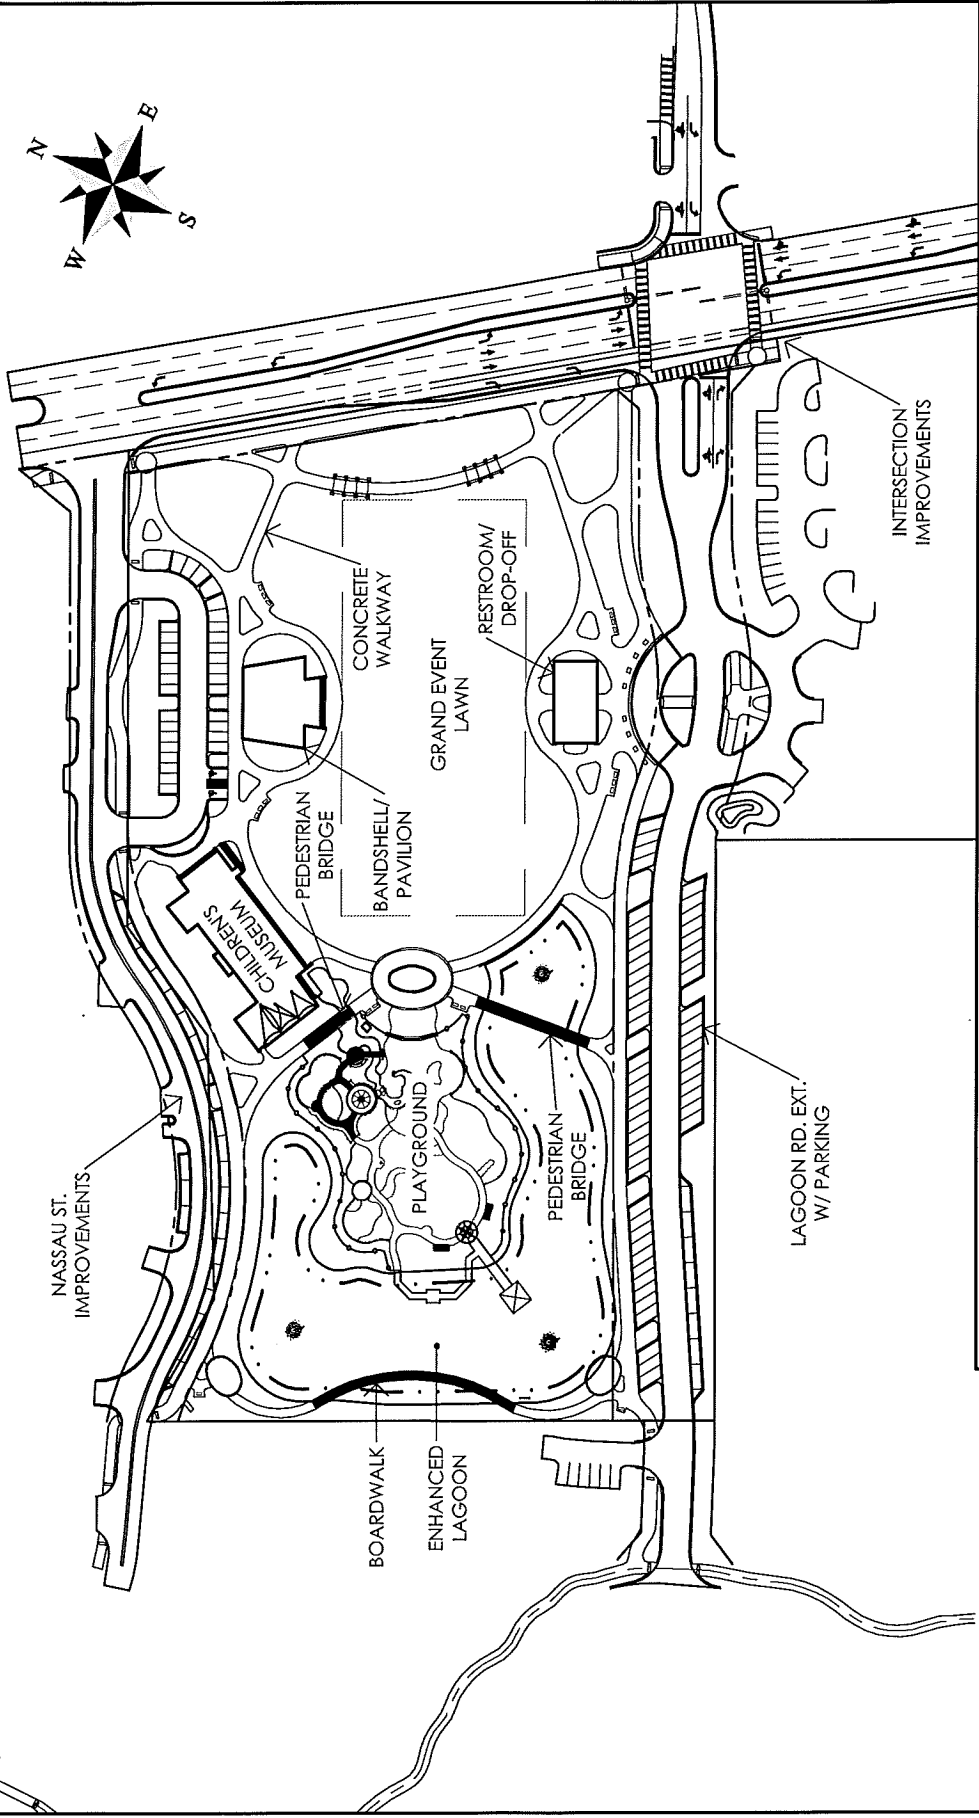 N
E
S
W
NASSAU ST.
IMPROVEMENTS
CHILDREN'S
MUSEUM
PEDESTRIAN
BRIDGE
BANDSHELL/
PAVILION
CONCRETE
WALKWAY
GRAND EVENT
LAWN
RESTROOM/
DROP-OFF
INTERSECTION
IMPROVEMENTS
PLAYGROUND
PEDESTRIAN
BRIDGE
LAGOON RD. EXT.
W/ PARKING
BOARDWALK
ENHANCED
LAGOON